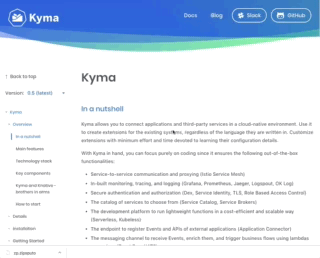 Kyma
Docs
Blog
Slack
GitHub
Back to top
Version: 0.5 (latest)
Kyma
Overview
In a nutshell
Main features
Technology stack
Key components
Kyma and Knative -
brothers in arms
How to start
Details
Installation
Getting Started
Kyma
In a nutshell
Kyma allows you to connect applications and third-party services in a cloud-native environment. Use it
to create extensions for the existing systems, regardless of the language they are written in. Customize
extensions with minimum effort and time devoted to learning their configuration details.
With Kyma in hand, you can focus purely on coding since it ensures the following out-of-the-box
functionalities:
Service-to-service communication and proxying (Istio Service Mesh)
In-built monitoring, tracing, and logging (Grafana, Prometheus, Jaeger, Logspout, OK Log)
Secure authentication and authorization (Dex, Service Identity, TLS, Role Based Access Control)
The catalog of services to choose from (Service Catalog, Service Brokers)
The development platform to run lightweight functions in a cost-efficient and scalable way
(Serverless, Kubeless)
The endpoint to register Events and APIs of external applications (Application Connector)
The messaging channel to receive Events, enrich them, and trigger business flows using lambdas